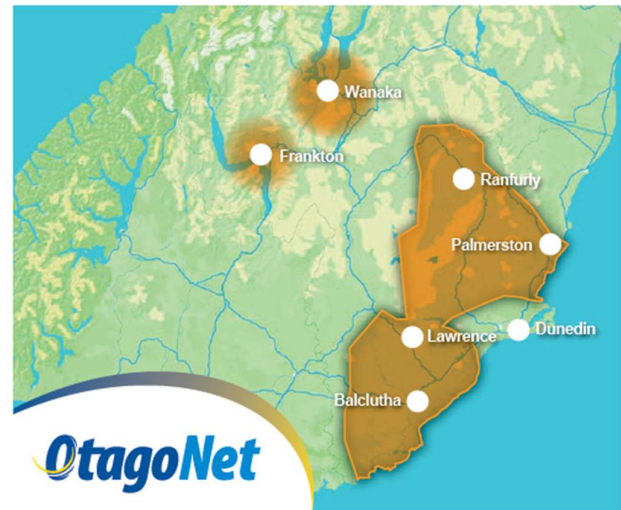 Wanaka
Frankton
Ranfurly
Palmerston
Dunedin
Lawrence
Balclutha
OtagoNet